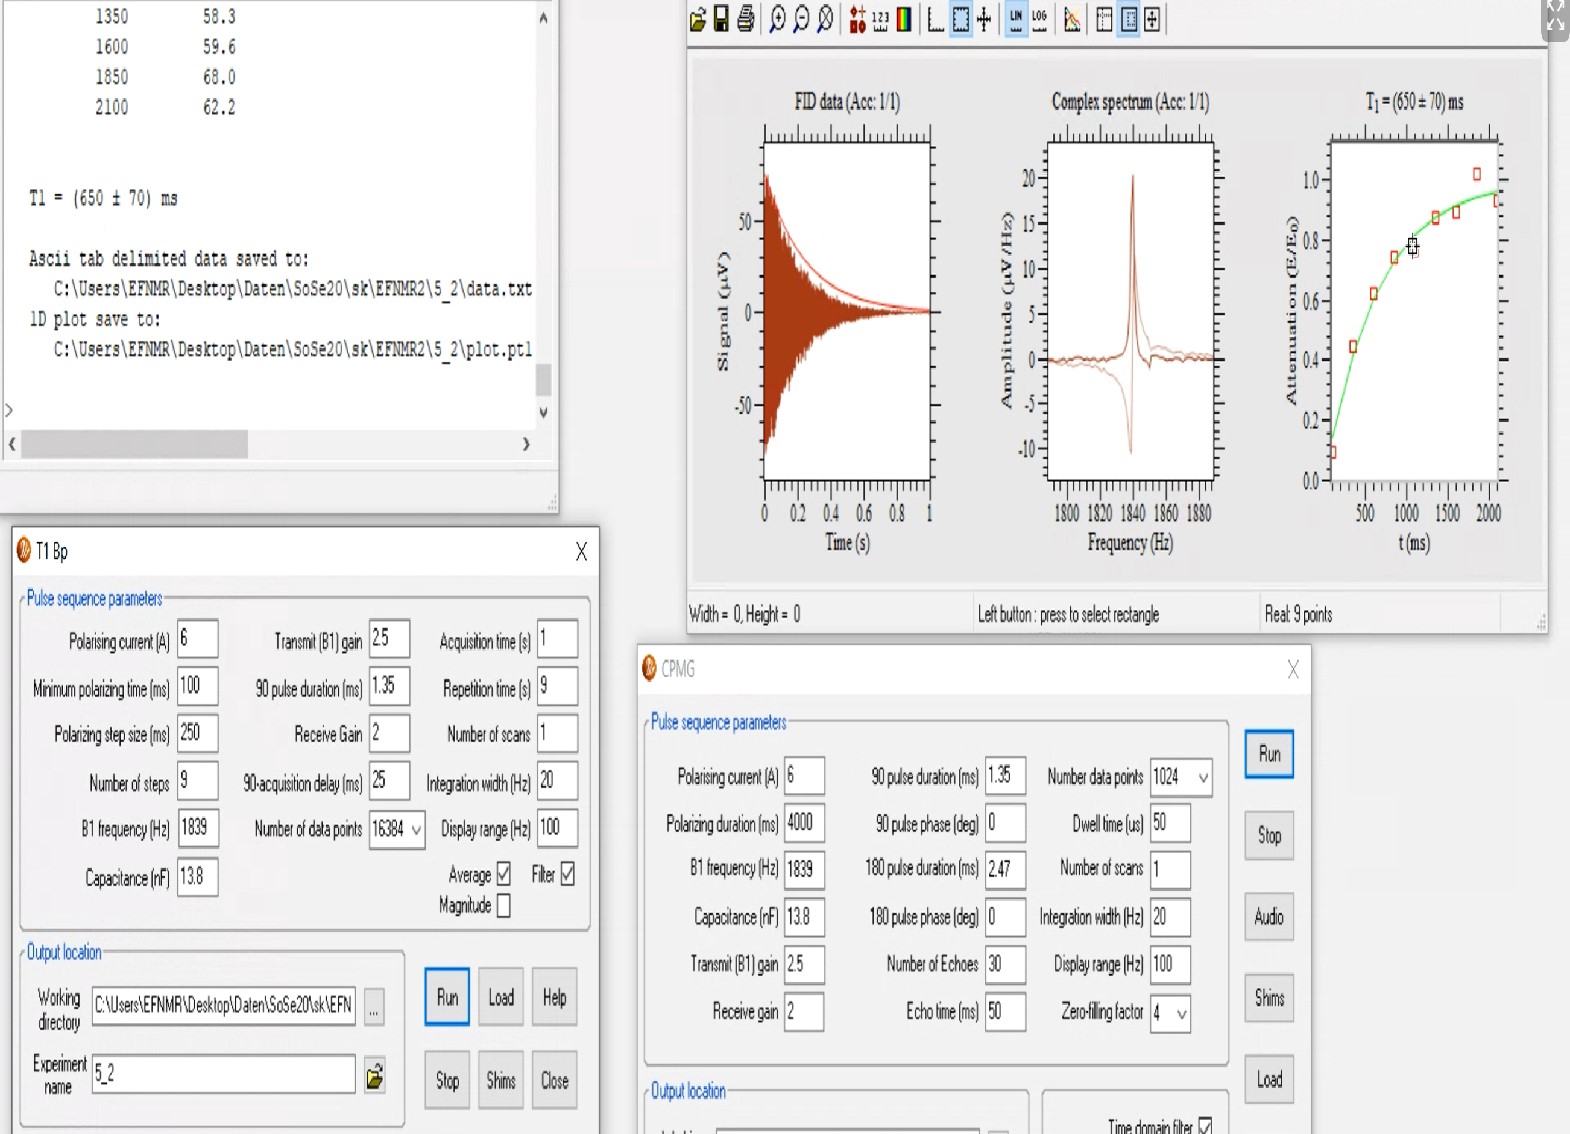 1350 58.3
1600 59.6
1850 68.0
2100 62.2
T1 = (650 ± 70) ms
Ascii tab delimited data saved to:
C:\Users\EFNMR\Desktop\Daten\SoSe20\sk\EFNMR2\5_2\data.txt
1D plot save to:
C:\Users\EFNMR\Desktop\Daten\SoSe20\sk\EFNMR2\5_2\plot.pt1
>
1 2 3
LIN LOG
FID data (Acc: 1/1)
50
0
-50
Signal (µV)
0 0.2 0.4 0.6 0.8 1
Time (s)
Complex spectrum (Acc: 1/1)
20
15
10
5
0
-5
-10
Amplitude (µV/Hz)
1800 1820 1840 1860 1880
Frequency (Hz)
T1 = (650 ± 70) ms
1.0
0.8
0.6
0.4
0.2
0.0
Attenuation (E/E0)
500 1000 1500 2000
t (ms)
Width = 0, Height = 0 Left button : press to select rectangle Real: 9 points
T1 Bp
Pulse sequence parameters
Polarising current (A) 6 Transmit (B1) gain 2.5 Acquisition time (s) 1
Minimum polarizing time (ms) 100 90 pulse duration (ms) 1.35 Repetition time (s) 9
Polarizing step size (ms) 250 Receive Gain 2 Number of scans 1
Number of steps 9 90-acquisition delay (ms) 25 Integration width (Hz) 20
B1 frequency (Hz) 1839 Number of data points 16384 Display range (Hz) 100
Capacitance (nF) 13.8 Average Filter
Magnitude
Output location
Working directory C:\Users\EFNMR\Desktop\Daten\SoSe20\sk\EFN ...
Experiment name 5_2
Run Load Help
Stop Shims Close
CPMG
Pulse sequence parameters
Polarising current (A) 6 90 pulse duration (ms) 1.35 Number data points 1024
Polarizing duration (ms) 4000 90 pulse phase (deg) 0 Dwell time (us) 50
B1 frequency (Hz) 1839 180 pulse duration (ms) 2.47 Number of scans 1
Capacitance (nF) 13.8 180 pulse phase (deg) 0 Integration width (Hz) 20
Transmit (B1) gain 2.5 Number of Echoes 30 Display range (Hz) 100
Receive gain 2 Echo time (ms) 50 Zero-filling factor 4
Run
Stop
Audio
Shims
Load
Output location
Time domain filter